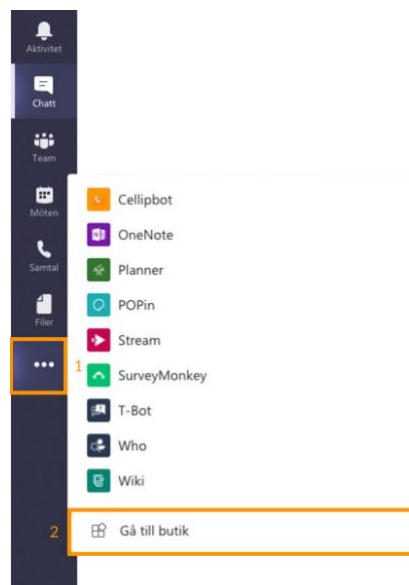 Aktivitet
Chatt
Team
Möten
Samtal
Filer
1
Cellipbot
OneNote
Planner
POPin
Stream
SurveyMonkey
T-Bot
Who
Wiki
2
Gå till butik